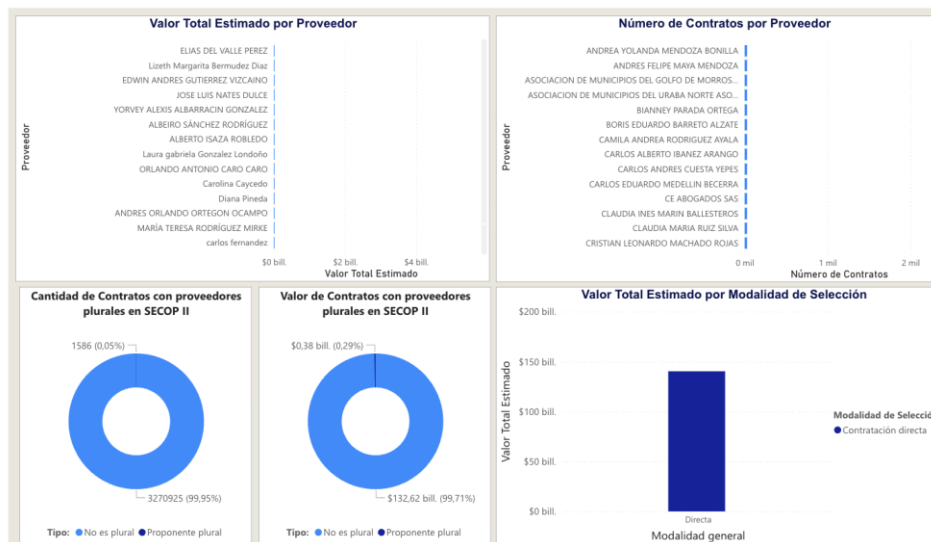 Valor Total Estimado por Proveedor
ELIAS DEL VALLE PEREZ
Lizeth Margarita Bermudez Diaz
EDWIN ANDRES GUTIERREZ VIZCAINO
JOSE LUIS NATES DULCE
YORVEY ALEXIS ALBARRACIN GONZALEZ
ALBEIRO SÁNCHEZ RODRÍGUEZ
ALBERTO ISAZA ROBLEDO
Laura gabriela Gonzalez Londoño
ORLANDO ANTONIO CARO CARO
Carolina Caycedo
Diana Pineda
ANDRES ORLANDO ORTEGON OCAMPO
MARÍA TERESA RODRÍGUEZ MIRKE
carlos fernandez
Proveedor
$0 bill. $2 bill. $4 bill.
Valor Total Estimado
Número de Contratos por Proveedor
ANDREA YOLANDA MENDOZA BONILLA
ANDRES FELIPE MAYA MENDOZA
ASOCIACION DE MUNICIPIOS DEL GOLFO DE MORROS...
ASOCIACION DE MUNICIPIOS DEL URABA NORTE ASO...
BIANNEY PARADA ORTEGA
BORIS EDUARDO BARRETO ALZATE
CAMILA ANDREA RODRIGUEZ AYALA
CARLOS ALBERTO IBANEZ ARANGO
CARLOS ANDRES CUESTA YEPES
CARLOS EDUARDO MEDELLIN BECERRA
CE ABOGADOS SAS
CLAUDIA INES MARIN BALLESTEROS
CLAUDIA MARIA RUIZ SILVA
CRISTIAN LEONARDO MACHADO ROJAS
Proveedor
0 mil 1 mil 2 mil
Número de Contratos
Cantidad de Contratos con proveedores
plurales en SECOP II
1586 (0,05%)
3270925 (99,95%)
Tipo: No es plural Proponente plural
Valor de Contratos con proveedores
plurales en SECOP II
$0,38 bill. (0,29%)
$132,62 bill. (99,71%)
Tipo: No es plural Proponente plural
Valor Total Estimado por Modalidad de Selección
$200 bill.
$150 bill.
$100 bill.
$50 bill.
$0 bill.
Valor Total Estimado
Directa
Modalidad general
Modalidad de Selecció
Contratación directa